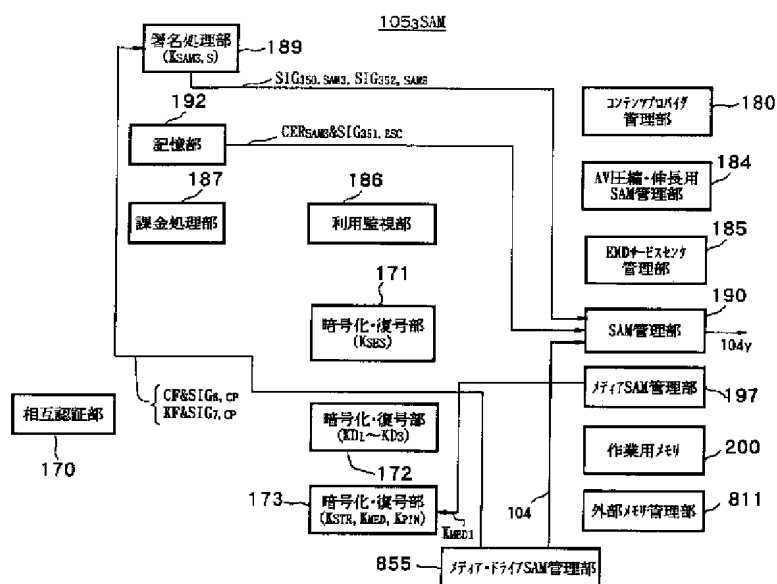 105₃SAM
署名処理部
(KSAM3, S)
189
SIG350, SAM3, SIG352, SAM3
192
記憶部
CERSAM3&SIG351, ESC
コンテンツプロバイダ
管理部
180
187
課金処理部
186
利用監視部
AV圧縮・伸長用
SAM管理部
184
185
EMDサービスセンタ
管理部
171
暗号化・復号部
(KSES)
190
SAM管理部
104y
CF&SIG6, CP
KF&SIG7, CP
メディアSAM管理部
197
相互認証部
170
暗号化・復号部
(KD1～KD3)
172
作業用メモリ
200
173
暗号化・復号部
(KSTR, KMED, KPIN)
KMED1
104
外部メモリ管理部
811
855
メディア・ドライブSAM管理部